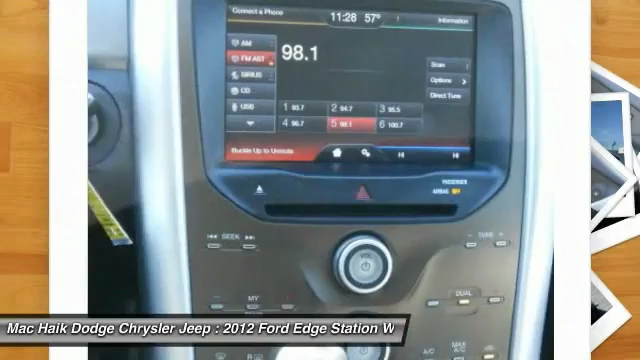 Connect a Phone
11:28 57°
Information
AM
98.1
FM AST
SIRIUS
CD
USB
Scan
Options >
Direct Tune
1 93.7 2 94.7 3 95.5
4 96.7 5 98.1 6 100.7
Buckle Up to Unmute
HI HI
PASSENGER
AIRBAG OFF
SEEK
VOL
- TUNE +
MY
DUAL
A/C
MAX
A/C
R
Mac Haik Dodge Chrysler Jeep : 2012 Ford Edge Station W